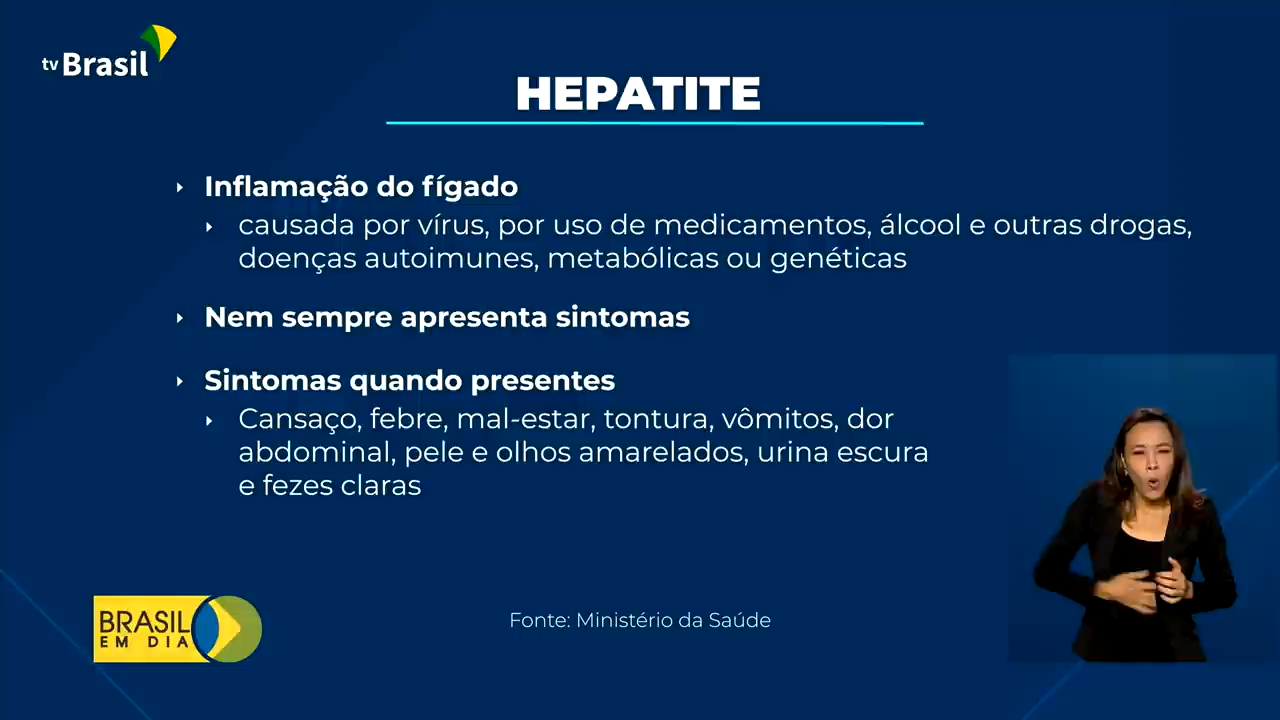 tv Brasil
HEPATITE
Inflamação do fígado
causada por vírus, por uso de medicamentos, álcool e outras drogas,
doenças autoimunes, metabólicas ou genéticas
Nem sempre apresenta sintomas
Sintomas quando presentes
Cansaço, febre, mal-estar, tontura, vômitos, dor
abdominal, pele e olhos amarelados, urina escura
e fezes claras
BRASIL
EM DIA
Fonte: Ministério da Saúde